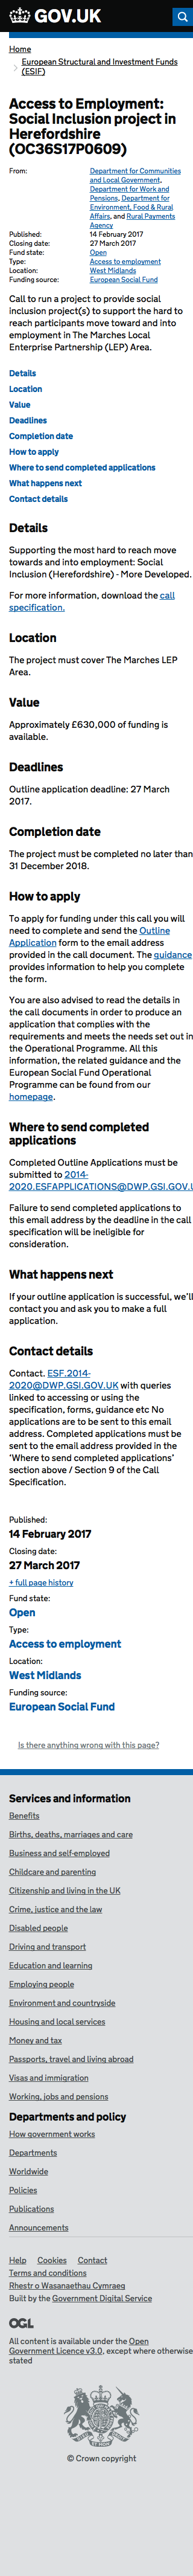 GOV.UK
Home
European Structural and Investment Funds
(ESIF)
Access to Employment:
Social Inclusion project in
Herefordshire
(OC36S17P0609)
From:
Department for Communities
and Local Government,
Department for Work and
Pensions, Department for
Environment, Food & Rural
Affairs, and Rural Payments
Agency
Published: 14 February 2017
Closing date: 27 March 2017
Fund state: Open
Type: Access to employment
Location: West Midlands
Funding source: European Social Fund
Call to run a project to provide social
inclusion project(s) to support the hard to
reach participants move toward and into
employment in The Marches Local
Enterprise Partnership (LEP) Area.
Details
Location
Value
Deadlines
Completion date
How to apply
Where to send completed applications
What happens next
Contact details
Details
Supporting the most hard to reach move
towards and into employment: Social
Inclusion (Herefordshire) - More Developed.
For more information, download the call
specification.
Location
The project must cover The Marches LEP
Area.
Value
Approximately £630,000 of funding is
available.
Deadlines
Outline application deadline: 27 March
2017.
Completion date
The project must be completed no later than
31 December 2018.
How to apply
To apply for funding under this call you will
need to complete and send the Outline
Application form to the email address
provided in the call document. The guidance
provides information to help you complete
the form.
You are also advised to read the details in
the call documents in order to produce an
application that complies with the
requirements and meets the needs set out in
the Operational Programme. All this
information, the related guidance and the
European Social Fund Operational
Programme can be found from our
homepage.
Where to send completed
applications
Completed Outline Applications must be
submitted to 2014-
2020.ESFAPPLICATIONS@DWP.GSI.GOV.U
Failure to send completed applications to
this email address by the deadline in the call
specification will be ineligible for
consideration.
What happens next
If your outline application is successful, we'll
contact you and ask you to make a full
application.
Contact details
Contact. ESF.2014-
2020@DWP.GSI.GOV.UK with queries
linked to accessing or using the
specification, forms, guidance etc No
applications are to be sent to this email
address. Completed applications must be
sent to the email address provided in the
'Where to send completed applications'
section above / Section 9 of the Call
Specification.
Published:
14 February 2017
Closing date:
27 March 2017
+ full page history
Fund state:
Open
Type:
Access to employment
Location:
West Midlands
Funding source:
European Social Fund
Is there anything wrong with this page?
Services and information
Benefits
Births, deaths, marriages and care
Business and self-employed
Childcare and parenting
Citizenship and living in the UK
Crime, justice and the law
Disabled people
Driving and transport
Education and learning
Employing people
Environment and countryside
Housing and local services
Money and tax
Passports, travel and living abroad
Visas and immigration
Working, jobs and pensions
Departments and policy
How government works
Departments
Worldwide
Policies
Publications
Announcements
Help Cookies Contact
Terms and conditions
Rhestr o Wasanaethau Cymraeg
Built by the Government Digital Service
OGL
All content is available under the Open
Government Licence v3.0, except where otherwise
stated
© Crown copyright